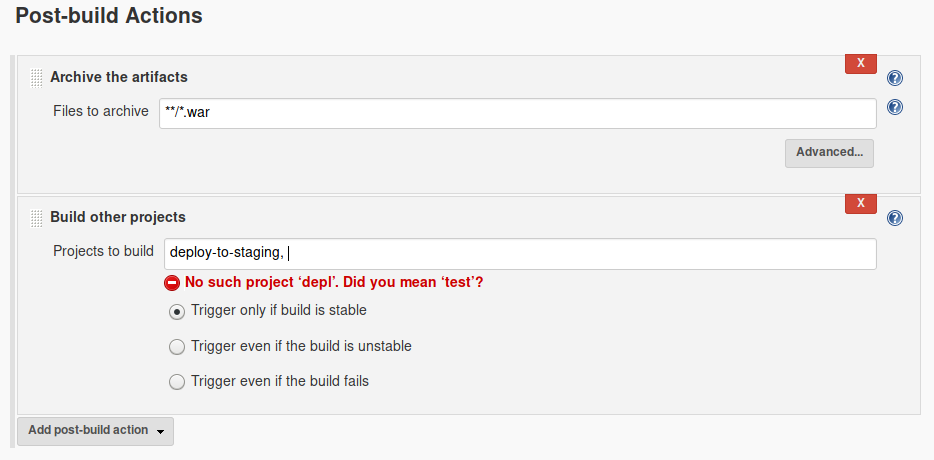 Post-build Actions
X
Archive the artifacts
?
Files to archive
**/*.war
?
Advanced...
X
Build other projects
?
Projects to build
deploy-to-staging,
No such project ‘depl’. Did you mean ‘test’?
Trigger only if build is stable
Trigger even if the build is unstable
Trigger even if the build fails
Add post-build action